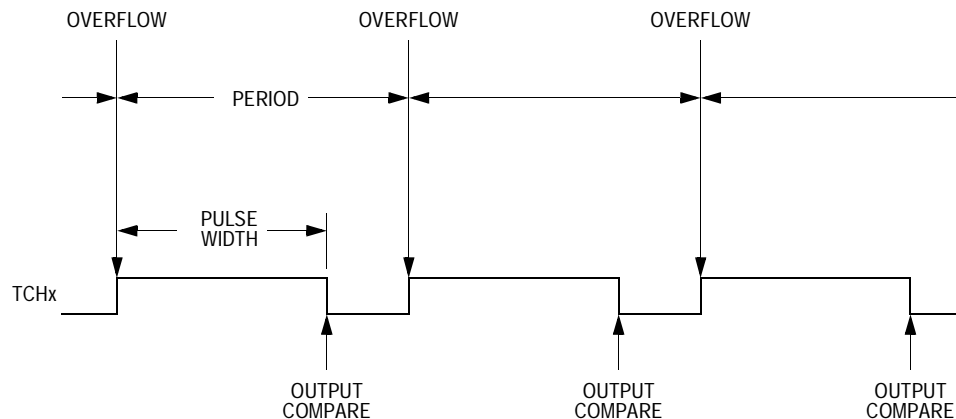 OVERFLOW OVERFLOW OVERFLOW
PERIOD
PULSE
WIDTH
TCHx
OUTPUT
COMPARE
OUTPUT
COMPARE
OUTPUT
COMPARE